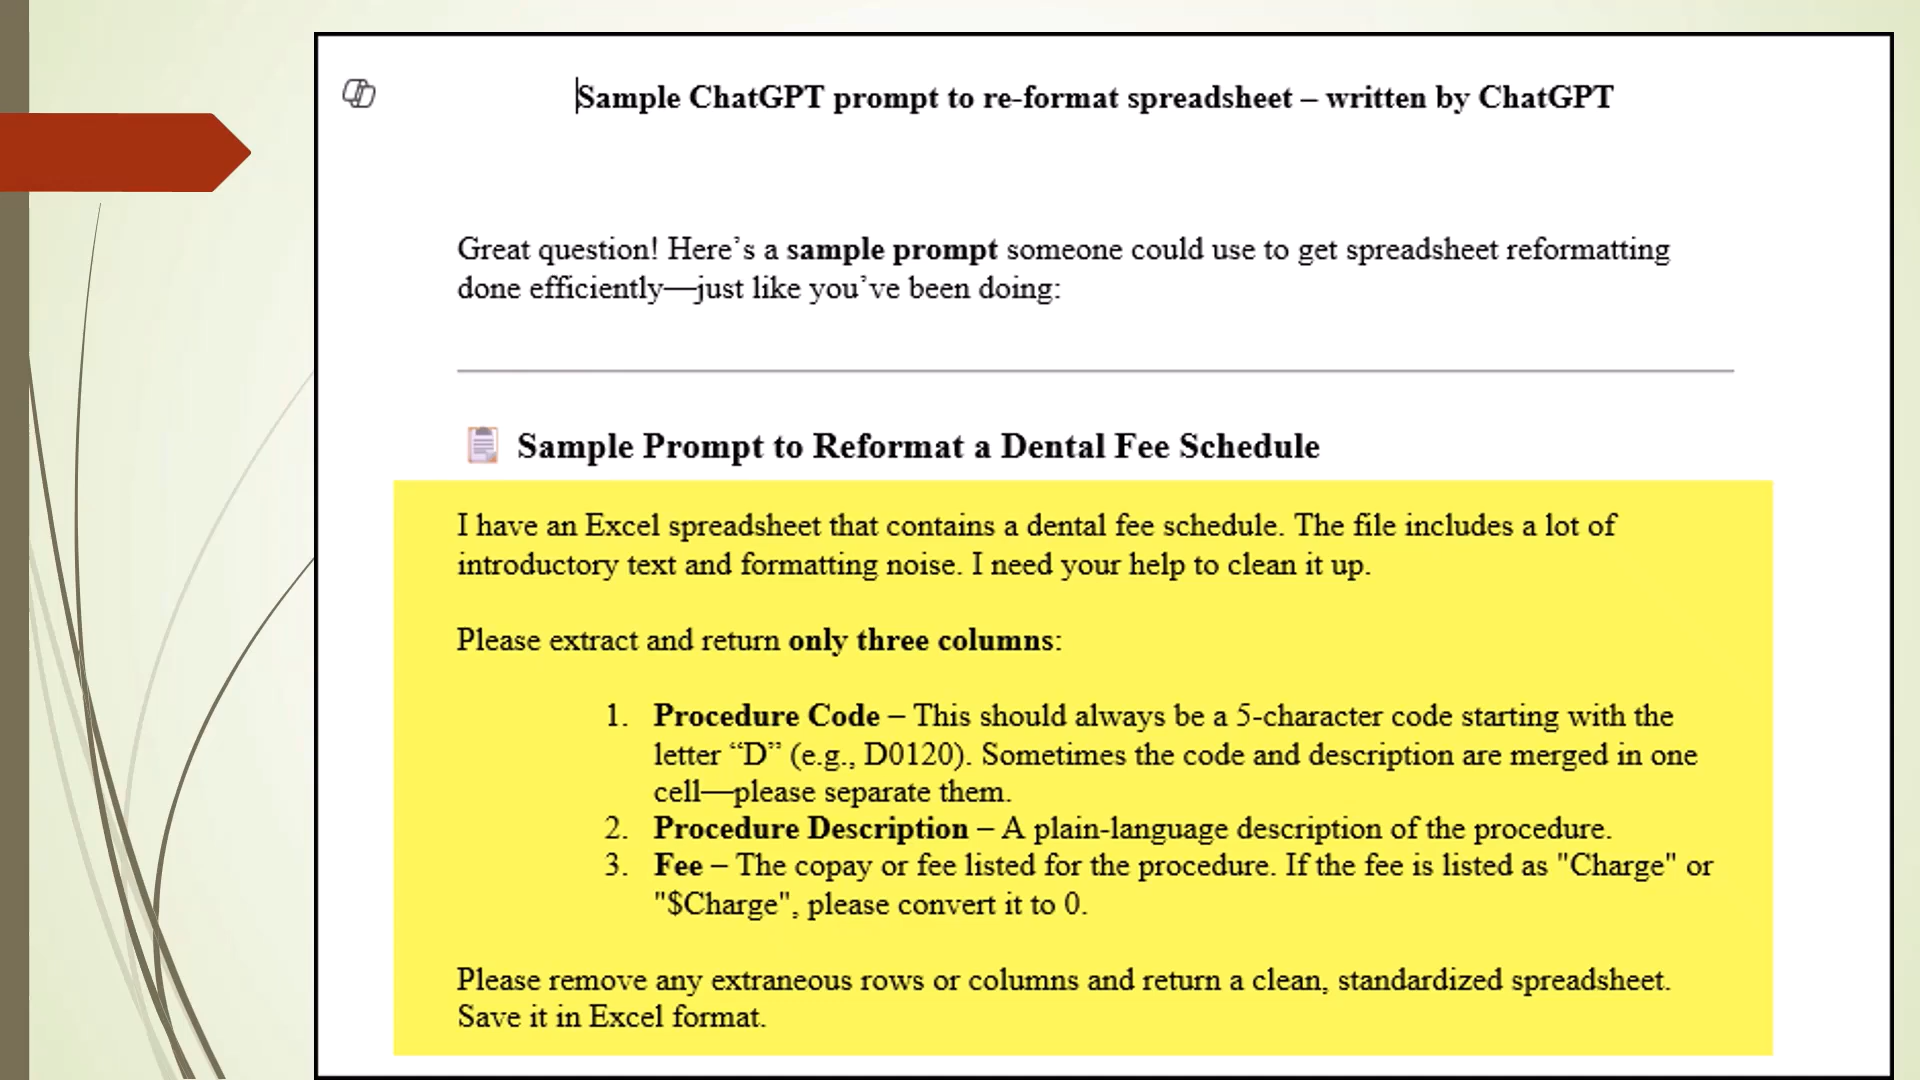 Sample ChatGPT prompt to re-format spreadsheet – written by ChatGPT
Great question! Here’s a sample prompt someone could use to get spreadsheet reformatting
done efficiently—just like you’ve been doing:
Sample Prompt to Reformat a Dental Fee Schedule
I have an Excel spreadsheet that contains a dental fee schedule. The file includes a lot of
introductory text and formatting noise. I need your help to clean it up.
Please extract and return only three columns:
1. Procedure Code – This should always be a 5-character code starting with the
letter “D” (e.g., D0120). Sometimes the code and description are merged in one
cell—please separate them.
2. Procedure Description – A plain-language description of the procedure.
3. Fee – The copay or fee listed for the procedure. If the fee is listed as "Charge" or
"$Charge", please convert it to 0.
Please remove any extraneous rows or columns and return a clean, standardized spreadsheet.
Save it in Excel format.